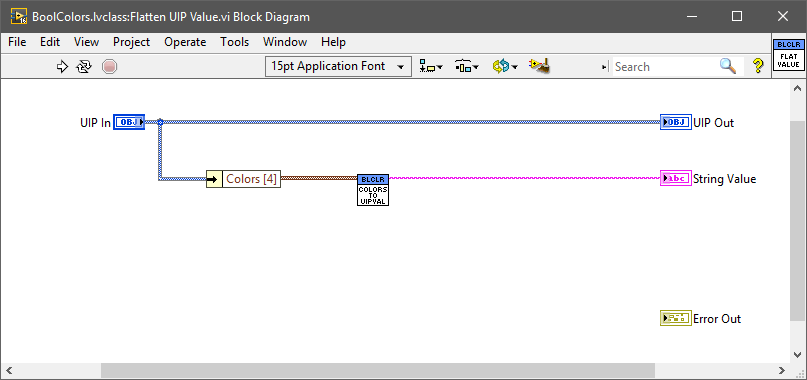 BoolColors.lvclass:Flatten UIP Value.vi Block Diagram
File Edit View Project Operate Tools Window Help
15pt Application Font
Search
?
BLCLR
FLAT
VALUE
UIP In
OBJ
OBJ
UIP Out
Colors [4]
BLCLR
COLORS
TO
UIPVAL
abc
String Value
Error Out